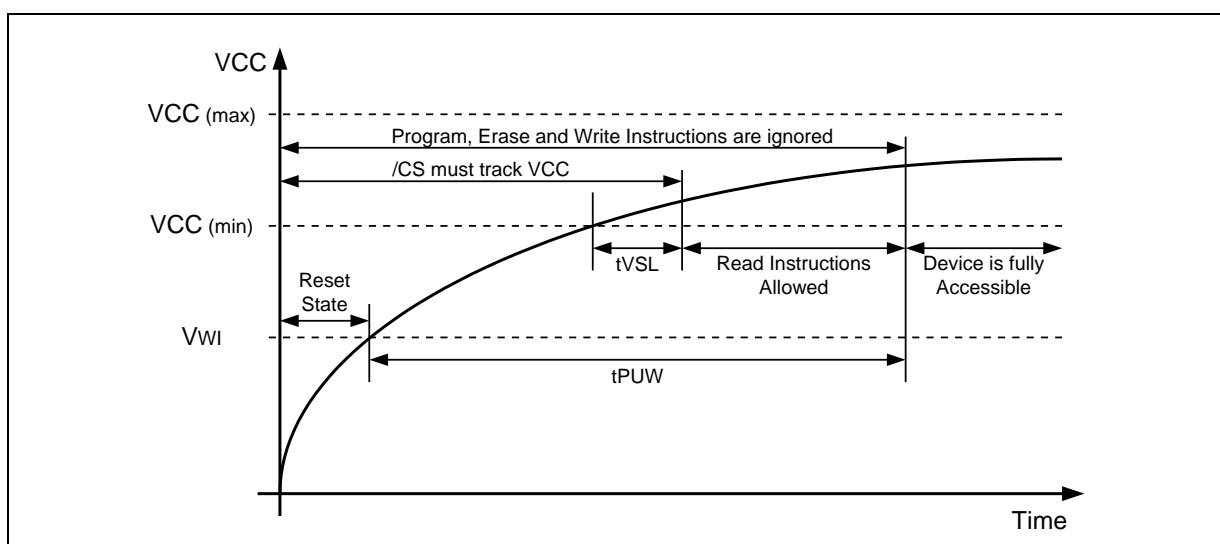 VCC
VCC (max)
Program, Erase and Write Instructions are ignored
/CS must track VCC
VCC (min)
tVSL
Read Instructions
Allowed
Device is fully
Accessible
Reset
State
VWI
tPUW
Time